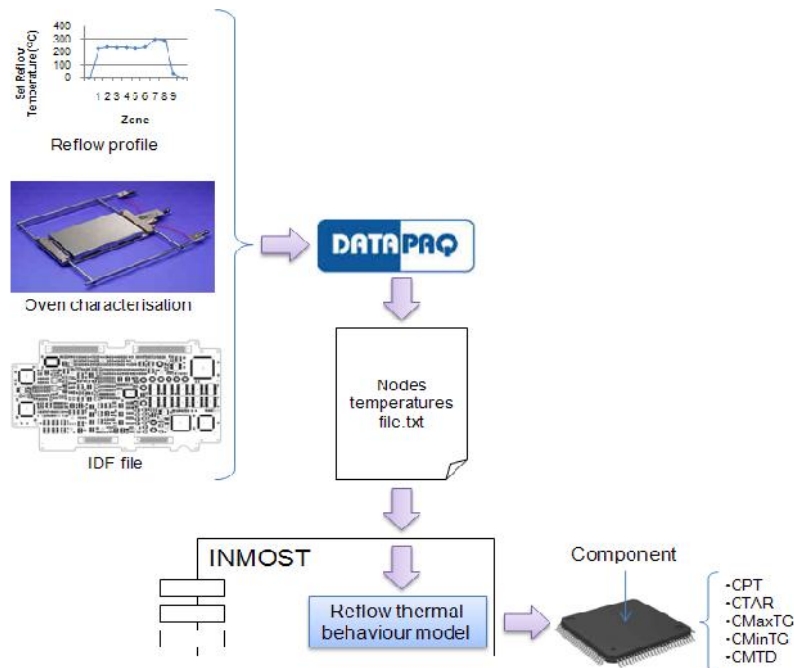 400
300
200
100
0
Set Reflow
Temperature (°C)
1 2 3 4 5 6 7 8 9
Zone
Reflow profile
Oven characterisation
IDF file
DATAPAQ
Nodes
temperatures
file.txt
INMOST
Reflow thermal
behaviour model
Component
-CPT
-CTAR
-CMaxTG
-CMinTG
-CMTD